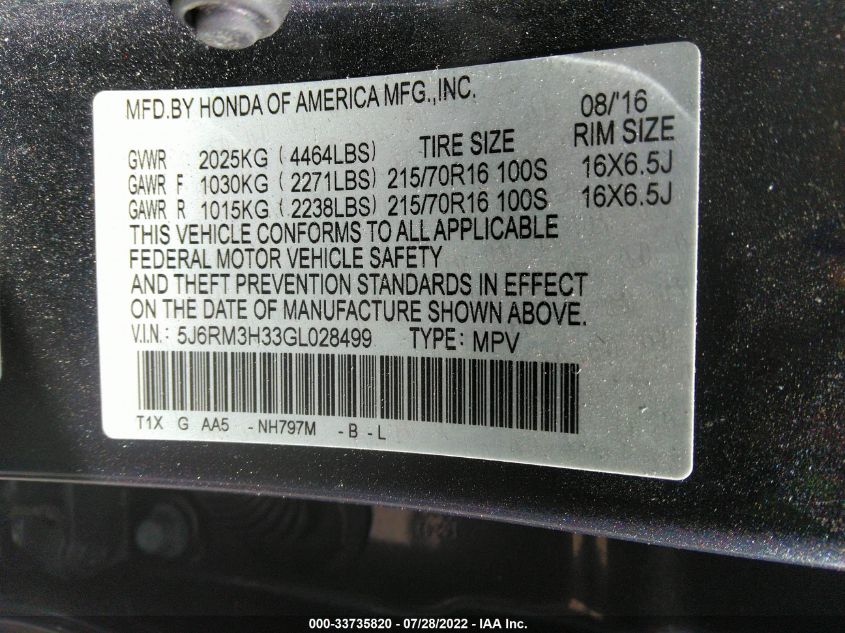 MFD.BY HONDA OF AMERICA MFG.,INC. 08/16
TIRE SIZE RIM SIZE
GVWR 2025KG (4464LBS)
GAWR F 1030KG (2271LBS) 215/70R16 100S 16X6.5J
GAWR R 1015KG (2238LBS) 215/70R16 100S 16X6.5J
THIS VEHICLE CONFORMS TO ALL APPLICABLE
FEDERAL MOTOR VEHICLE SAFETY
AND THEFT PREVENTION STANDARDS IN EFFECT
ON THE DATE OF MANUFACTURE SHOWN ABOVE.
V.I.N.: 5J6RM3H33GL028499 TYPE: MPV
T1X G AA5 -NH797M -B -L
000-33735820 / 07/28/2022 - IAA Inc.